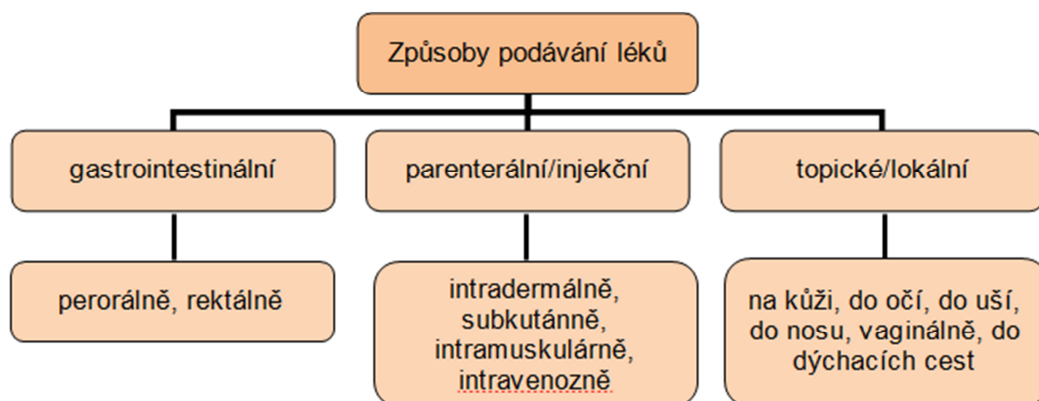 Způsoby podávání léků
gastrointestinální
parenterální/injekční
topické/lokální
perorálně, rektálně
intradermálně,
subkutánně,
intramuskulárně,
intravenozně
na kůži, do očí, do uší,
do nosu, vaginálně, do
dýchacích cest